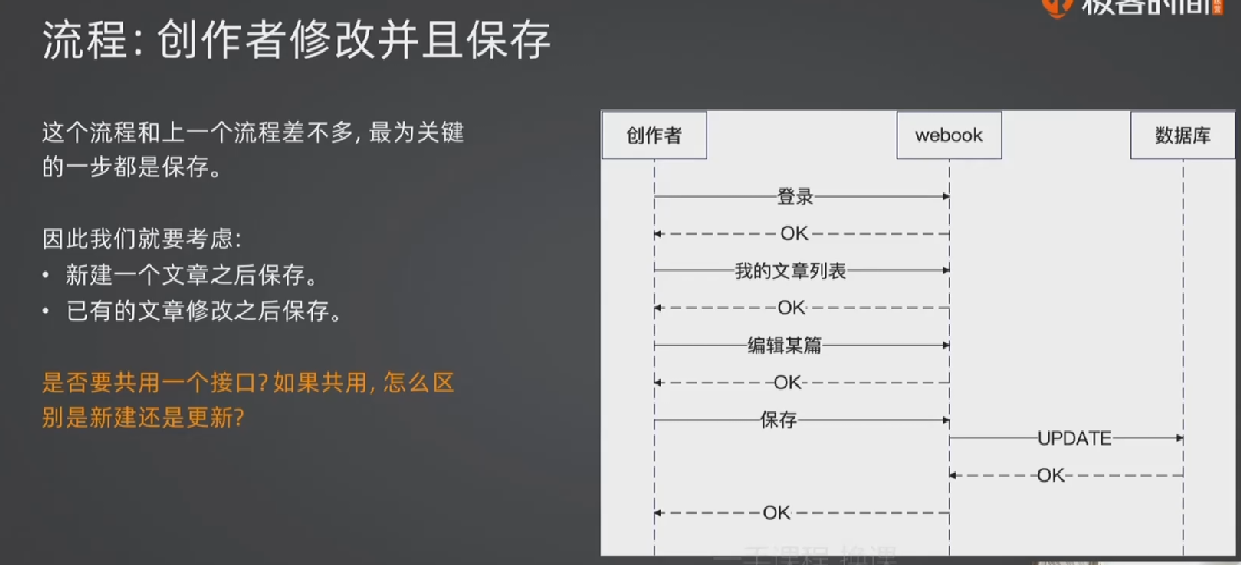 极客时间
流程：创作者修改并且保存
这个流程和上一个流程差不多, 最为关键
的一步都是保存。
因此我们就要考虑:
• 新建一个文章之后保存。
• 已有的文章修改之后保存。
是否要共用一个接口? 如果共用, 怎么区
别是新建还是更新?
创作者
webook
数据库
登录
OK
我的文章列表
OK
编辑某篇
OK
保存
UPDATE
OK
OK